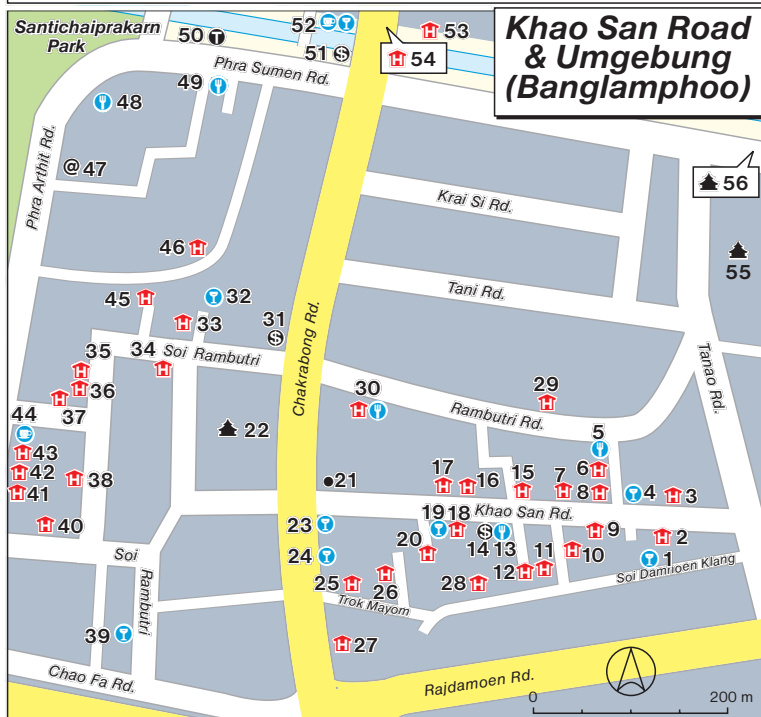 Khao San Road
& Umgebung
(Banglamphoo)
Santichaiprakarn
Park
50 T
52
51 $
53
54
Phra Sumen Rd.
49
48
@ 47
Phra Arthit Rd.
Krai Si Rd.
56
55
46
Tani Rd.
45
32
33
31
$
Chakrabong Rd.
Tanao Rd.
35
34
Soi Rambutri
36
37
30
29
Rambutri Rd.
44
43
42
41
38
22
5
6
40
21
17
16
15
7
8
4
3
Khao San Rd.
23
19
18
20
$
14
13
9
2
24
12
11
10
1
Soi
Rambutri
25
26
28
Soi Damrioen Klang
Trok Mayom
39
27
Chao Fa Rd.
Rajdamoen Rd.
0
200 m